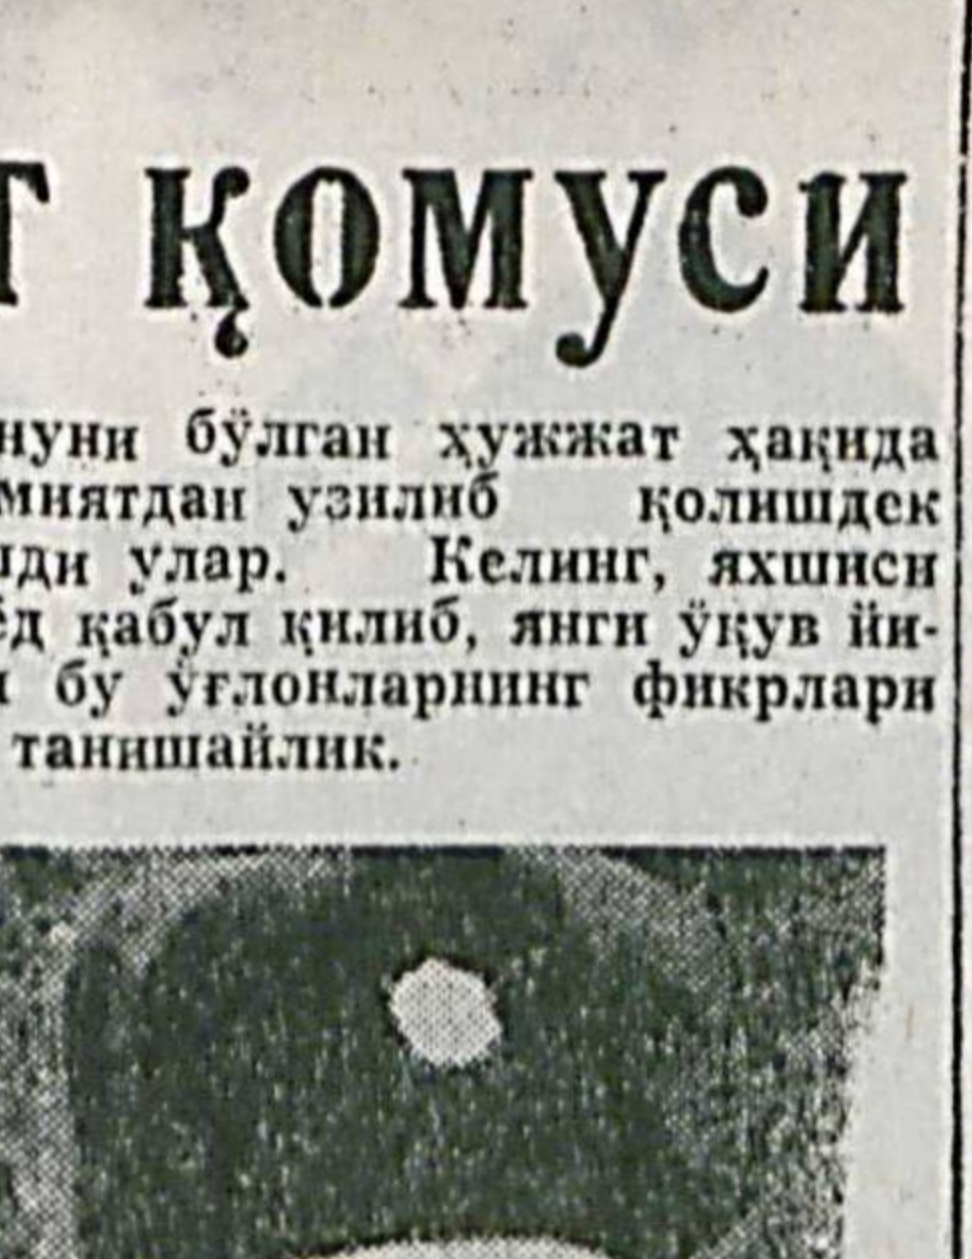 т қомуси
нуни бўлган ҳужжат ҳақида
миятдан узилиб қолишдек
ди улар. Келинг, яхшиси
ёд қабул қилиб, янги ўқув йи-
бу ўғлонларнинг фикрлари
танишайлик.